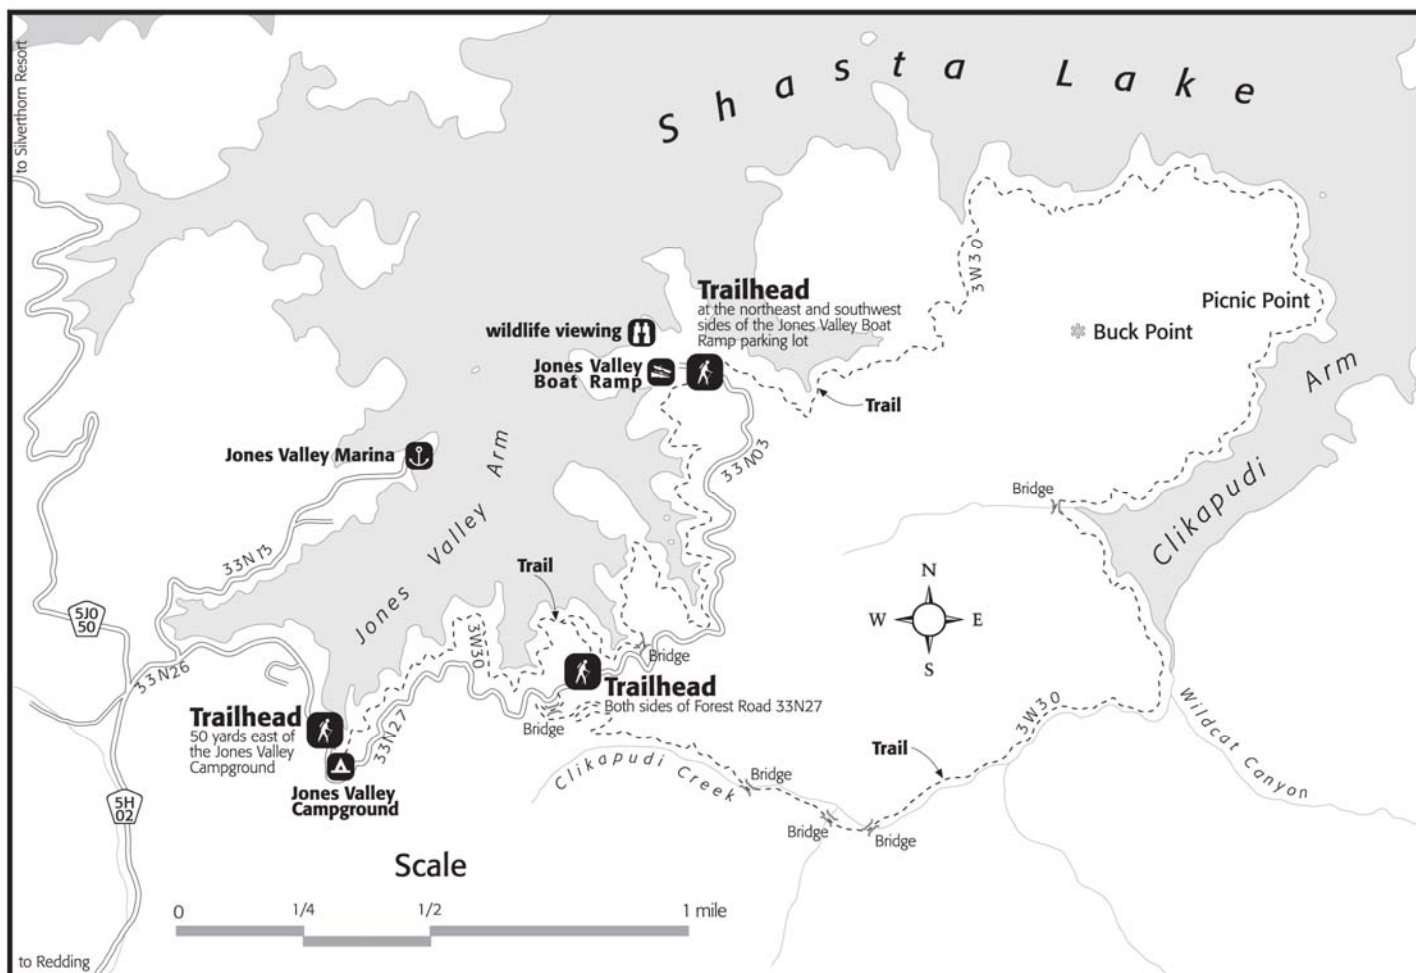 to Silverthorn Resort
Shasta Lake
Trailhead
at the northeast and southwest
sides of the Jones Valley Boat
Ramp parking lot
3W30
Picnic Point
Buck Point
wildlife viewing
Jones Valley
Boat Ramp
Trail
Clikapudi Arm
Jones Valley Marina
33N03
Jones Valley Arm
Bridge
33N13
Trail
N
W
E
S
5J0
50
33N26
3W30
Bridge
Trailhead
Both sides of Forest Road 33N27
Trailhead
50 yards east of
the Jones Valley
Campground
33N27
Bridge
3W30
Wildcat Canyon
Trail
Clikapudi Creek
Bridge
Jones Valley
Campground
5H
02
Bridge
Bridge
Scale
0
1/4
1/2
1 mile
to Redding